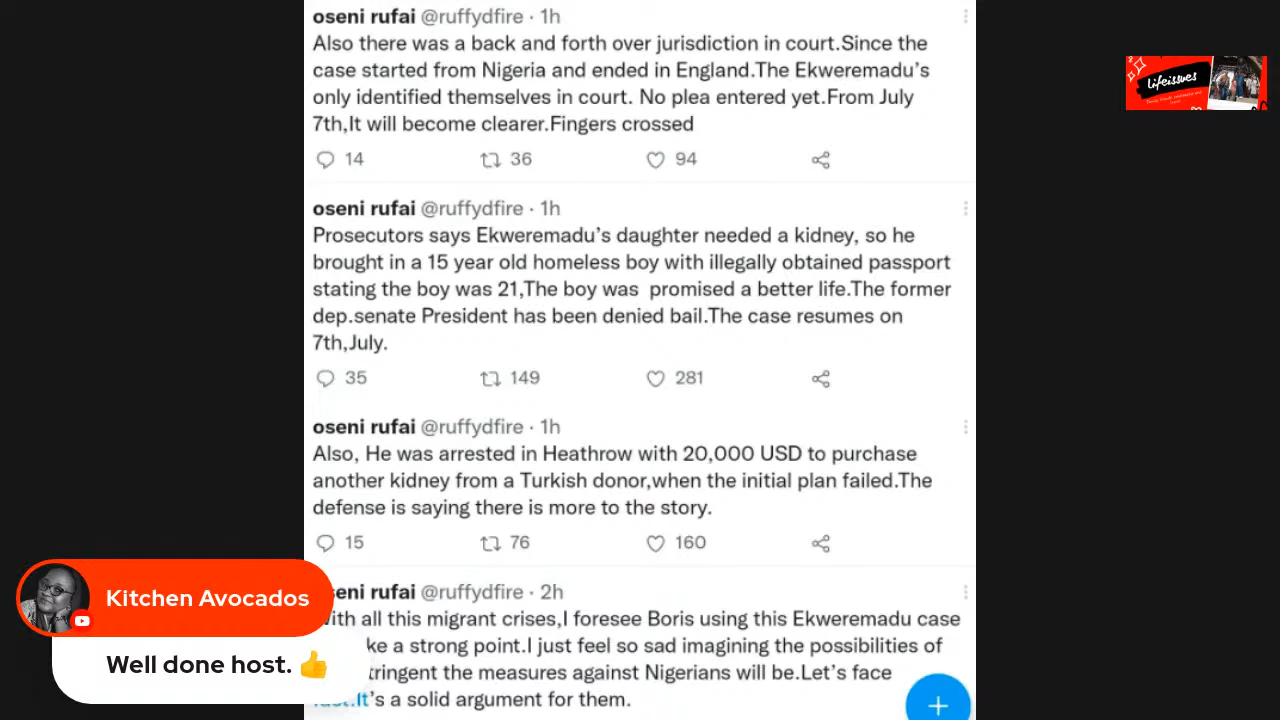 oseni rufai @ruffydfire · 1h
Also there was a back and forth over jurisdiction in court.Since the
case started from Nigeria and ended in England.The Ekweremadu’s
only identified themselves in court. No plea entered yet.From July
7th,It will become clearer.Fingers crossed
14 36 94
oseni rufai @ruffydfire · 1h
Prosecutors says Ekweremadu’s daughter needed a kidney, so he
brought in a 15 year old homeless boy with illegally obtained passport
stating the boy was 21,The boy was promised a better life.The former
dep.senate President has been denied bail.The case resumes on
7th,July.
35 149 281
oseni rufai @ruffydfire · 1h
Also, He was arrested in Heathrow with 20,000 USD to purchase
another kidney from a Turkish donor,when the initial plan failed.The
defense is saying there is more to the story.
15 76 160
seni rufai @ruffydfire · 2h
ith all this migrant crises,I foresee Boris using this Ekweremadu case
ke a strong point.I just feel so sad imagining the possibilities of
tringent the measures against Nigerians will be.Let’s face
It’s a solid argument for them.
Kitchen Avocados
Well done host. 👍
lifeissues